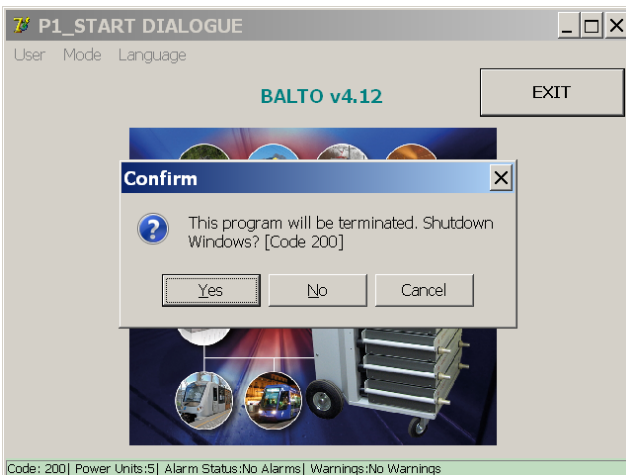 P1_START DIALOGUE
User Mode Language
BALTO v4.12
EXIT
Confirm
This program will be terminated. Shutdown
Windows? [Code 200]
Yes No Cancel
Code: 200| Power Units:5| Alarm Status:No Alarms| Warnings:No Warnings